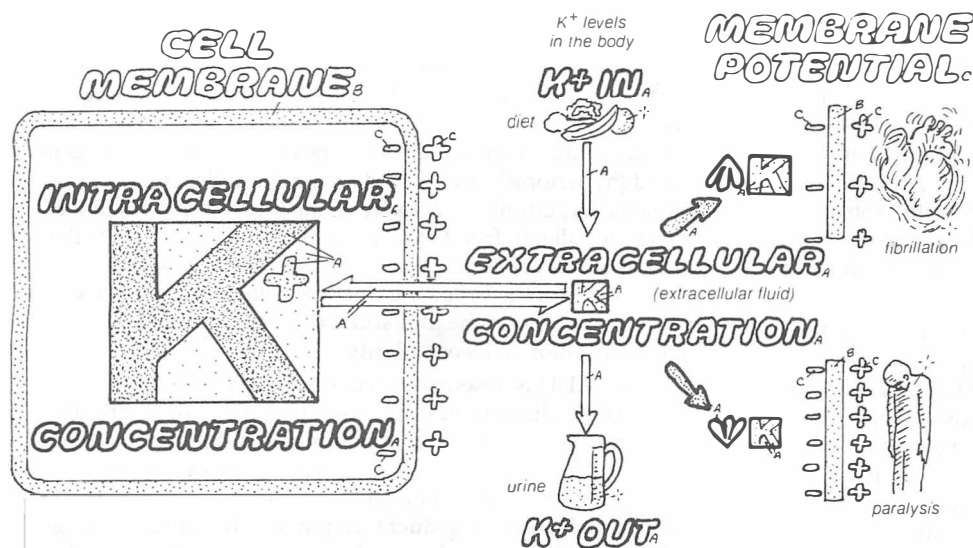 CELL
MEMBRANE B
C C
INTRACELLULAR A
K+
A
A
CONCENTRATION A
C
K+ levels
in the body
K+ IN A
diet
A
EXTRACELLULAR A
K A
(extracellular fluid)
CONCENTRATION A
A
urine
K+ OUT A
MEMBRANE
POTENTIAL C
A
A K
B
C C
fibrillation
A
A K
A
B
C C
paralysis